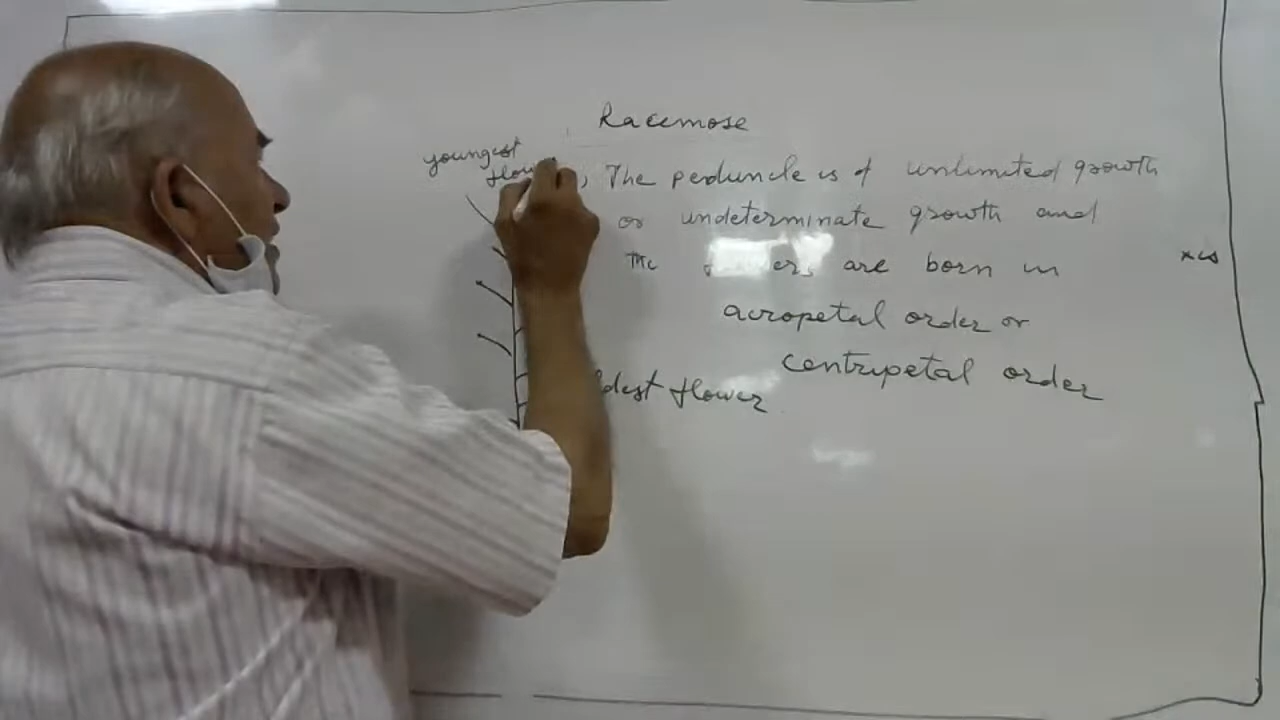 Racemose
youngest
The peduncle is of unlimited growth
or undeterminate growth and
the are born in
acropetal order or
centripetal order
flower